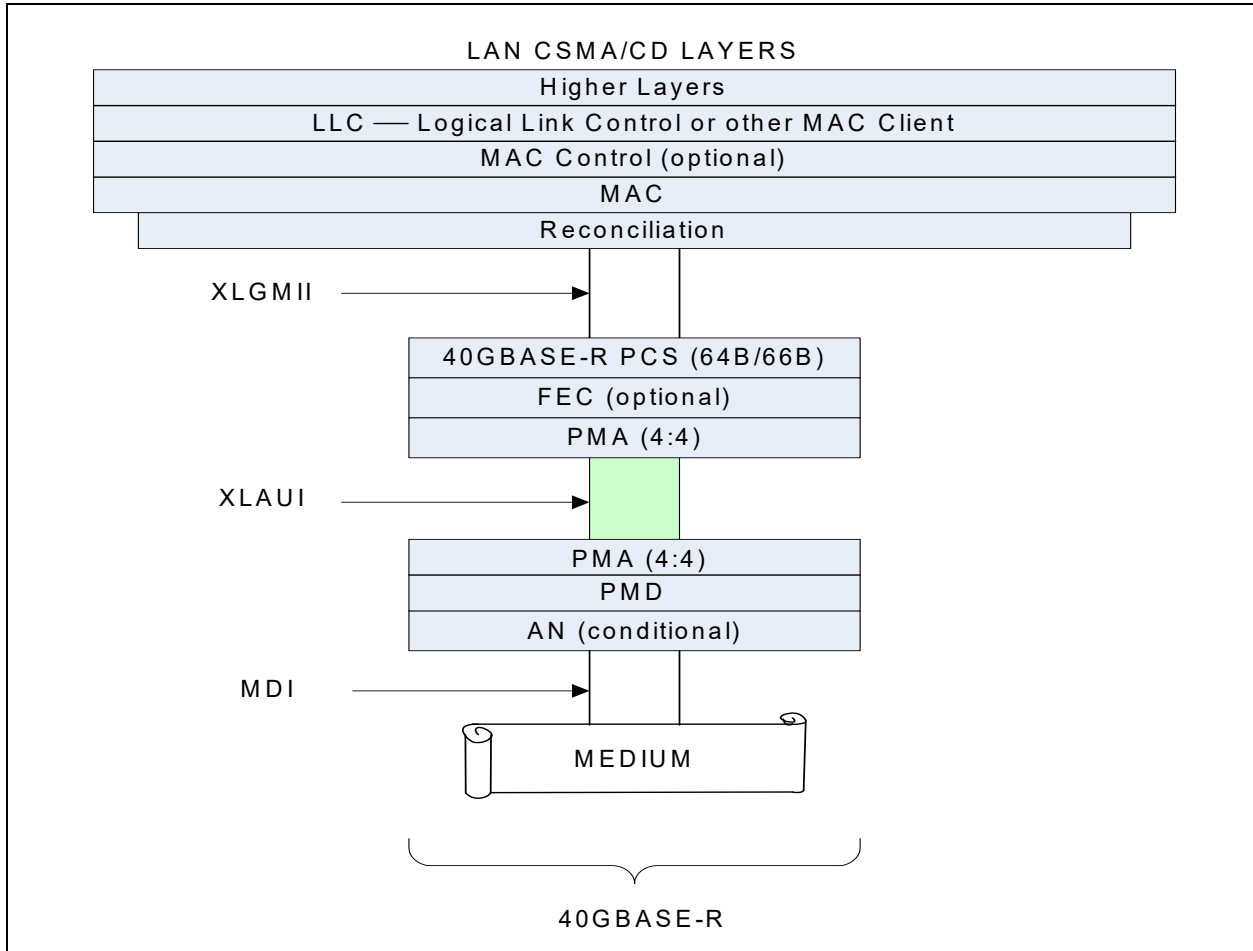 LAN CSMA/CD LAYERS
Higher Layers
LLC — Logical Link Control or other MAC Client
MAC Control (optional)
MAC
Reconciliation
XLGMII
40GBASE-R PCS (64B/66B)
FEC (optional)
PMA (4:4)
XLAUI
PMA (4:4)
PMD
AN (conditional)
MDI
MEDIUM
40GBASE-R